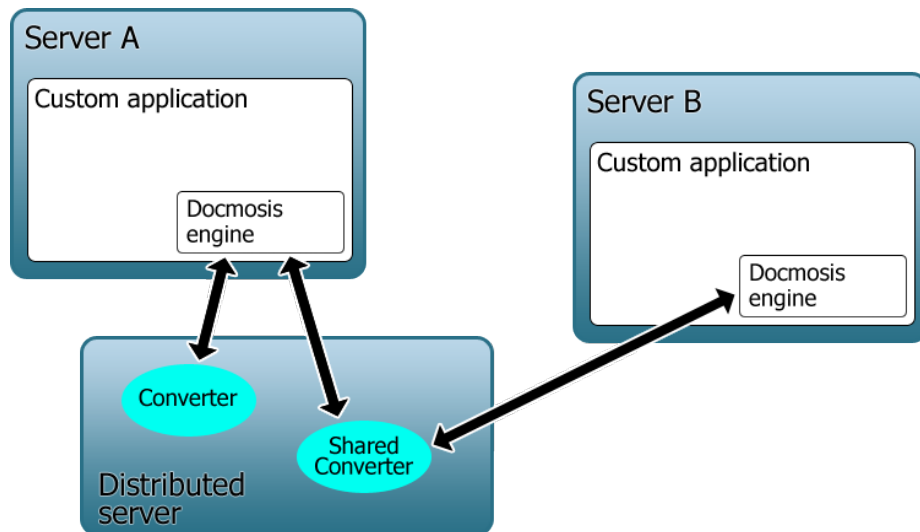 Server A
Custom application
Docmosis
engine
Server B
Custom application
Docmosis
engine
Converter
Shared
Converter
Distributed
server